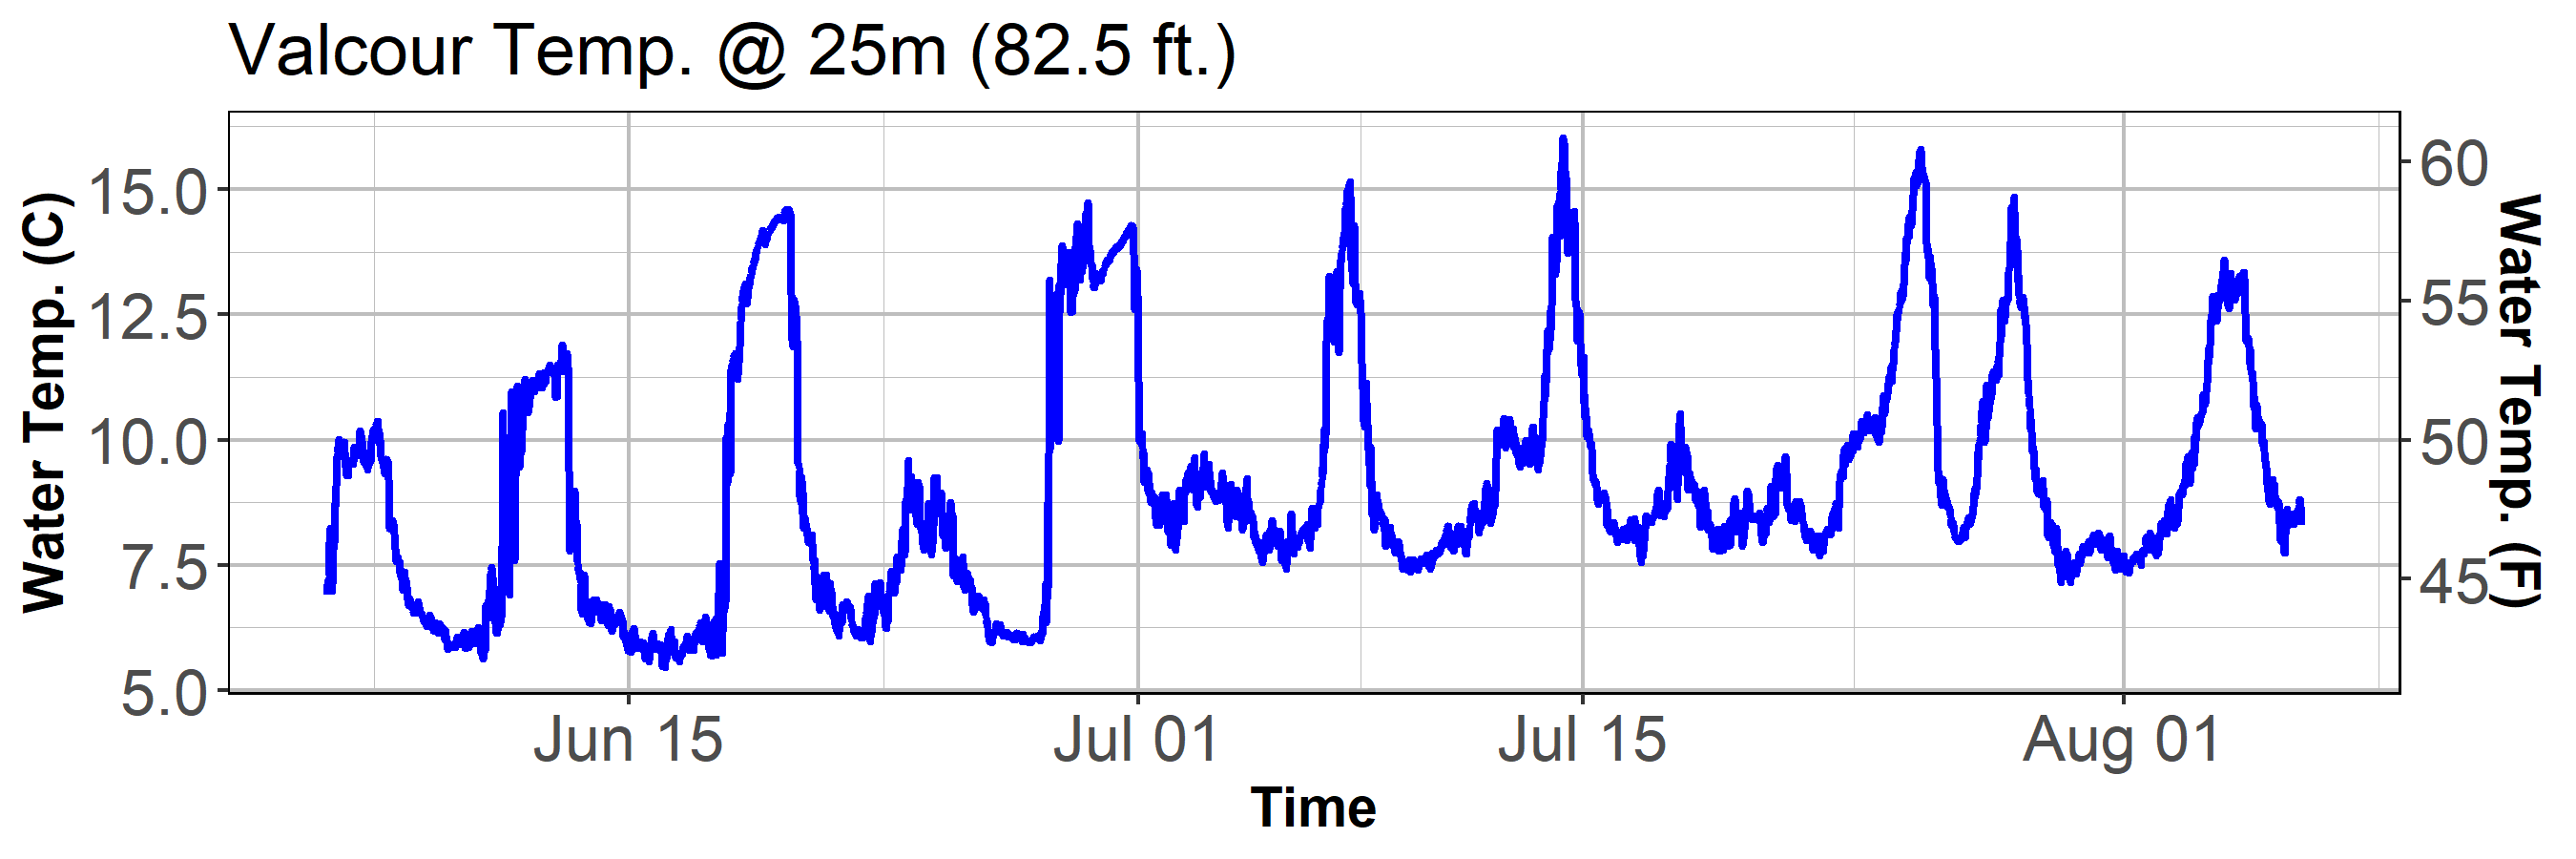 Valcour Temp. @ 25m (82.5 ft.)
Water Temp. (C)
15.0
12.5
10.0
7.5
5.0
60
55
50
45
Water Temp. (F)
Jun 15
Jul 01
Jul 15
Aug 01
Time